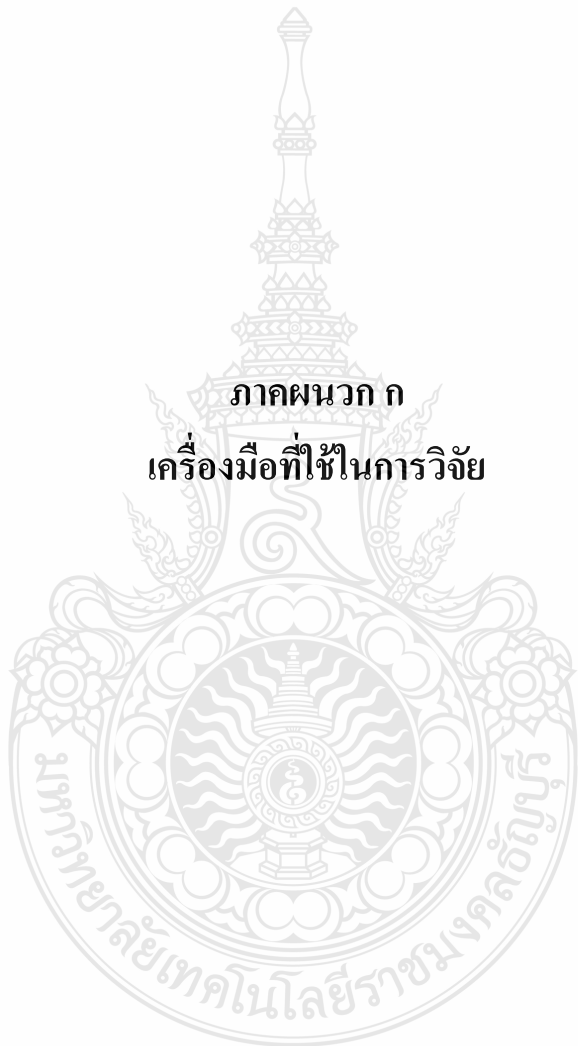 ภาคผนวก ก
เครื่องมือที่ใช้ในการวิจัย
มหาวิทยาลัยเทคโนโลยีราชมงคลธัญบุรี